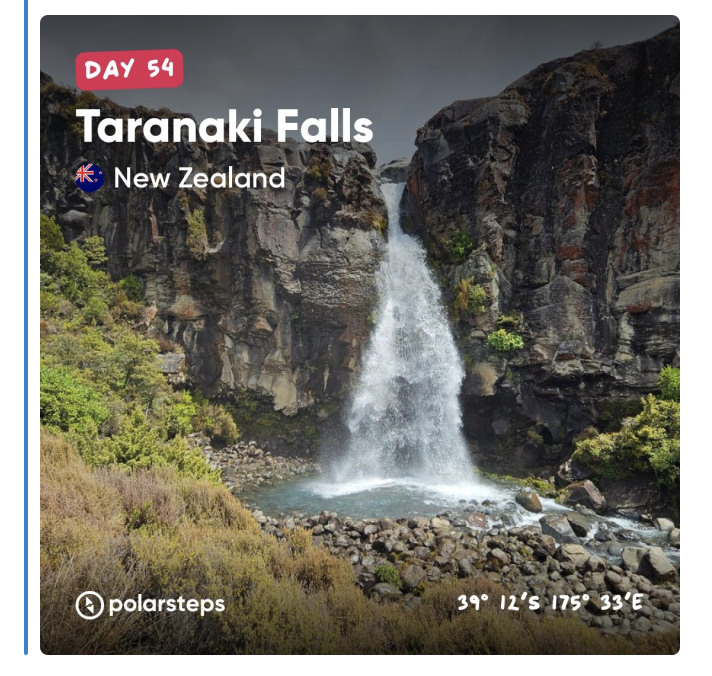 DAY 54
Taranaki Falls
New Zealand
polarsteps
39° 12's 175° 33'E